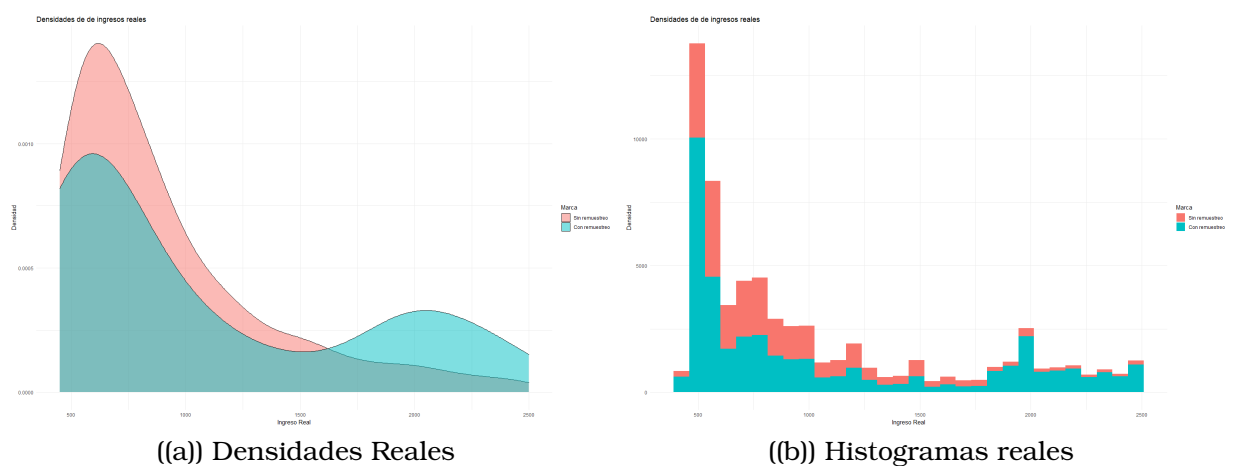 Densidades de de ingresos reales
0.0010
0.0005
0.0000
Densidad
500 1000 1500 2000 2500
Ingreso Real
Marca
Sin remuestreo
Con remuestreo
((a)) Densidades Reales
Densidades de de ingresos reales
10000
5000
0
Densidad
500 1000 1500 2000 2500
Ingreso Real
Marca
Sin remuestreo
Con remuestreo
((b)) Histogramas reales